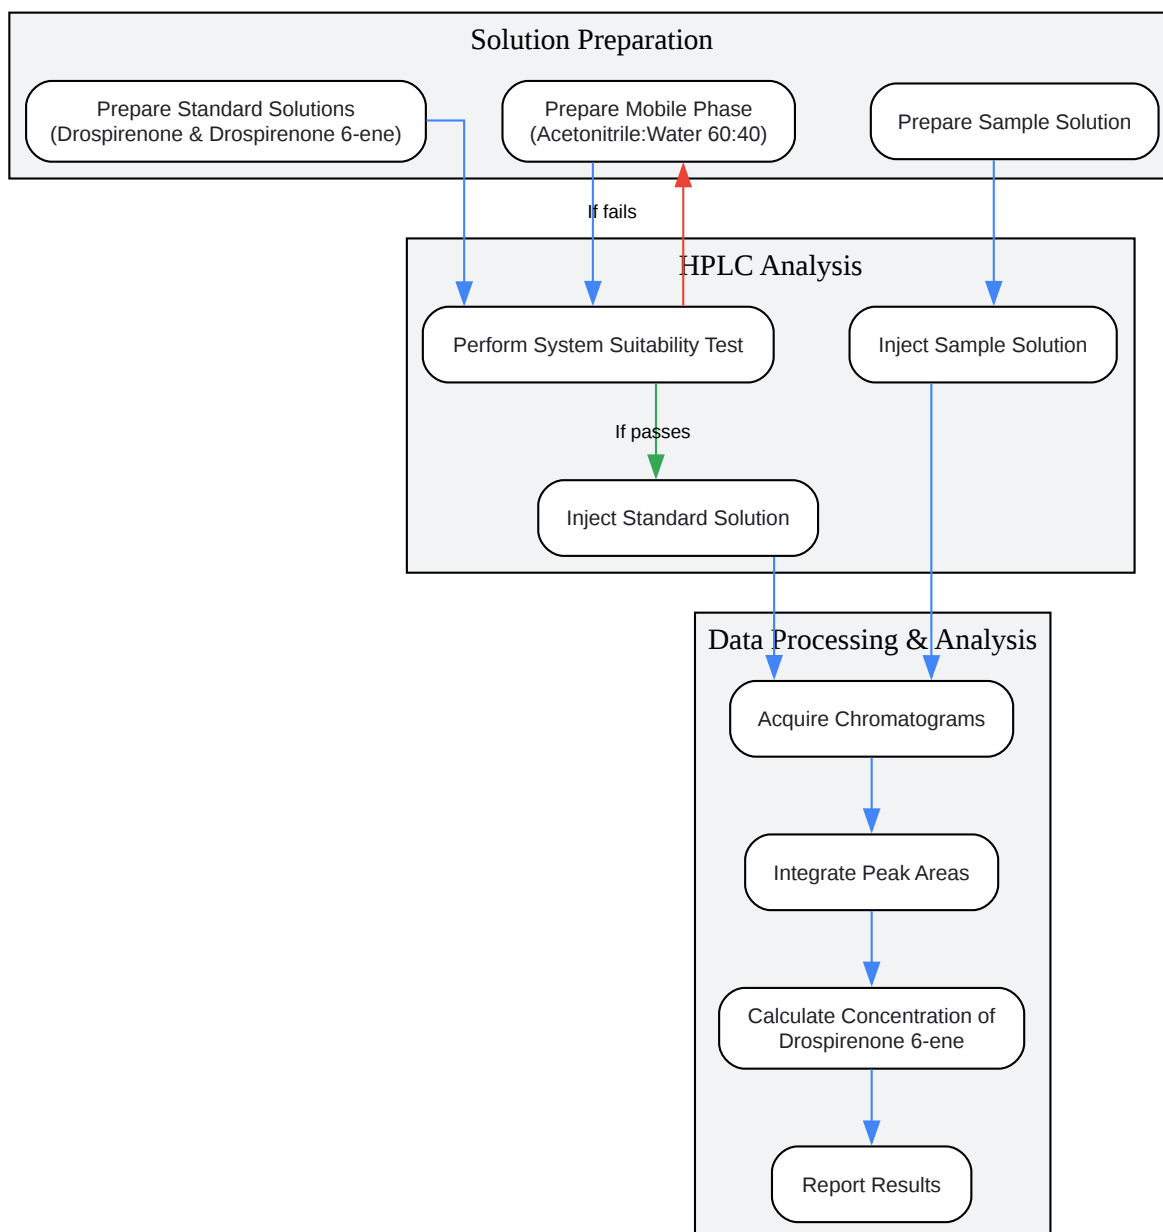 Solution Preparation
Prepare Standard Solutions
(Drospirenone & Drospirenone 6-ene)
Prepare Mobile Phase
(Acetonitrile:Water 60:40)
Prepare Sample Solution
If fails
HPLC Analysis
Perform System Suitability Test
Inject Sample Solution
If passes
Inject Standard Solution
Data Processing & Analysis
Acquire Chromatograms
Integrate Peak Areas
Calculate Concentration of
Drospirenone 6-ene
Report Results